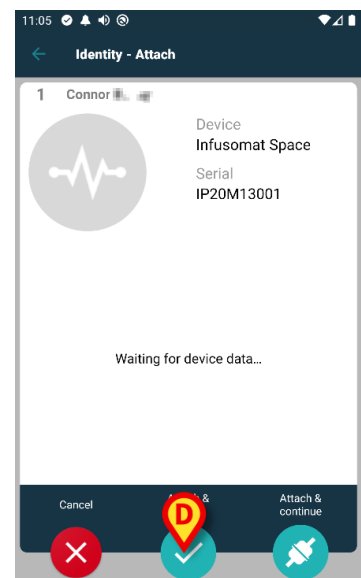 11:05
Identity - Attach
1 Connor
Device
Infusomat Space
Serial
IP20M13001
Waiting for device data...
Cancel
&
Attach &
continue
D